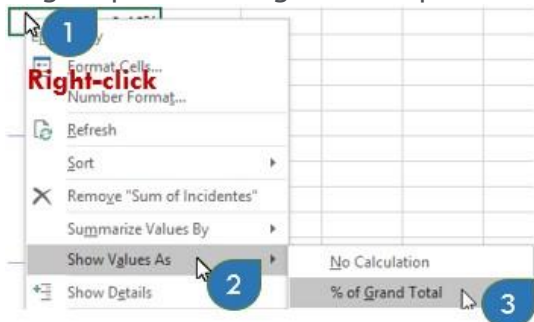 1
Format Cells...
Right-click
Number Format...
Refresh
Sort
Remove "Sum of Incidentes"
Summarize Values By
Show Values As
2
No Calculation
Show Details
% of Grand Total
3